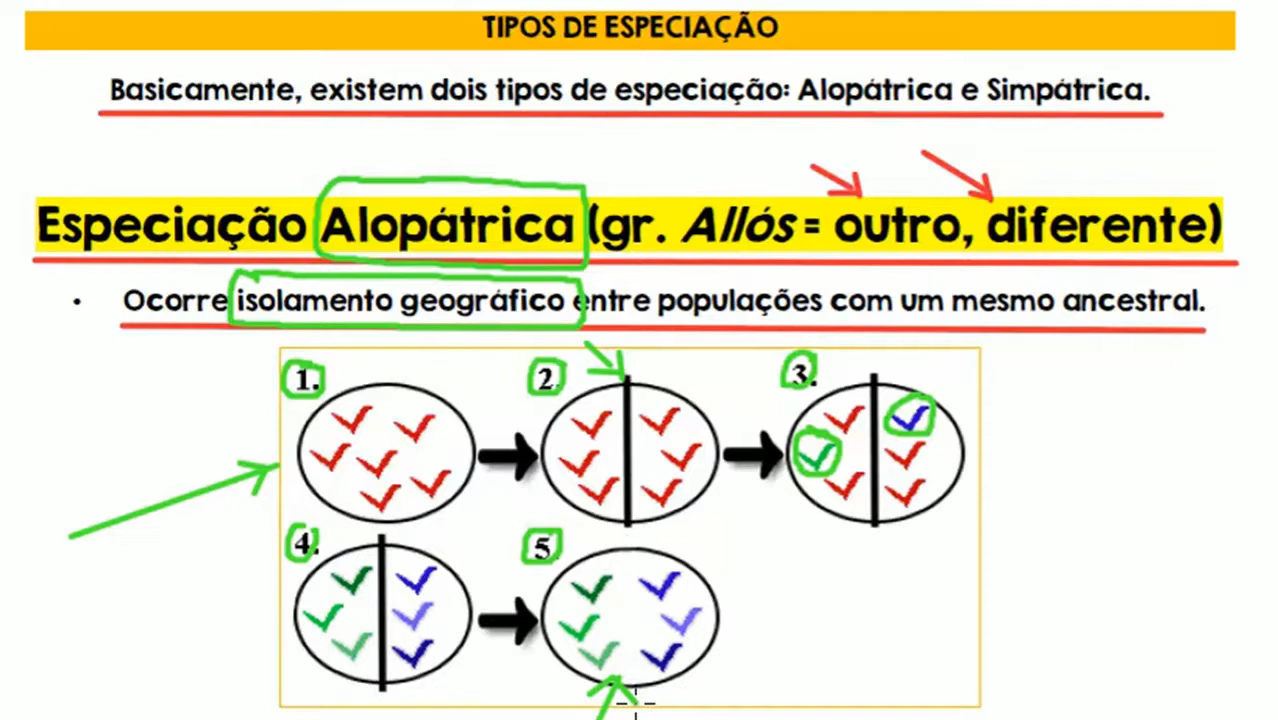 TIPOS DE ESPECIAÇÃO
Basicamente, existem dois tipos de especiação: Alopátrica e Simpátrica.
Especiação Alopátrica (gr. Allós = outro, diferente)
• Ocorre isolamento geográfico entre populações com um mesmo ancestral.
1. 2. 3.
4. 5.